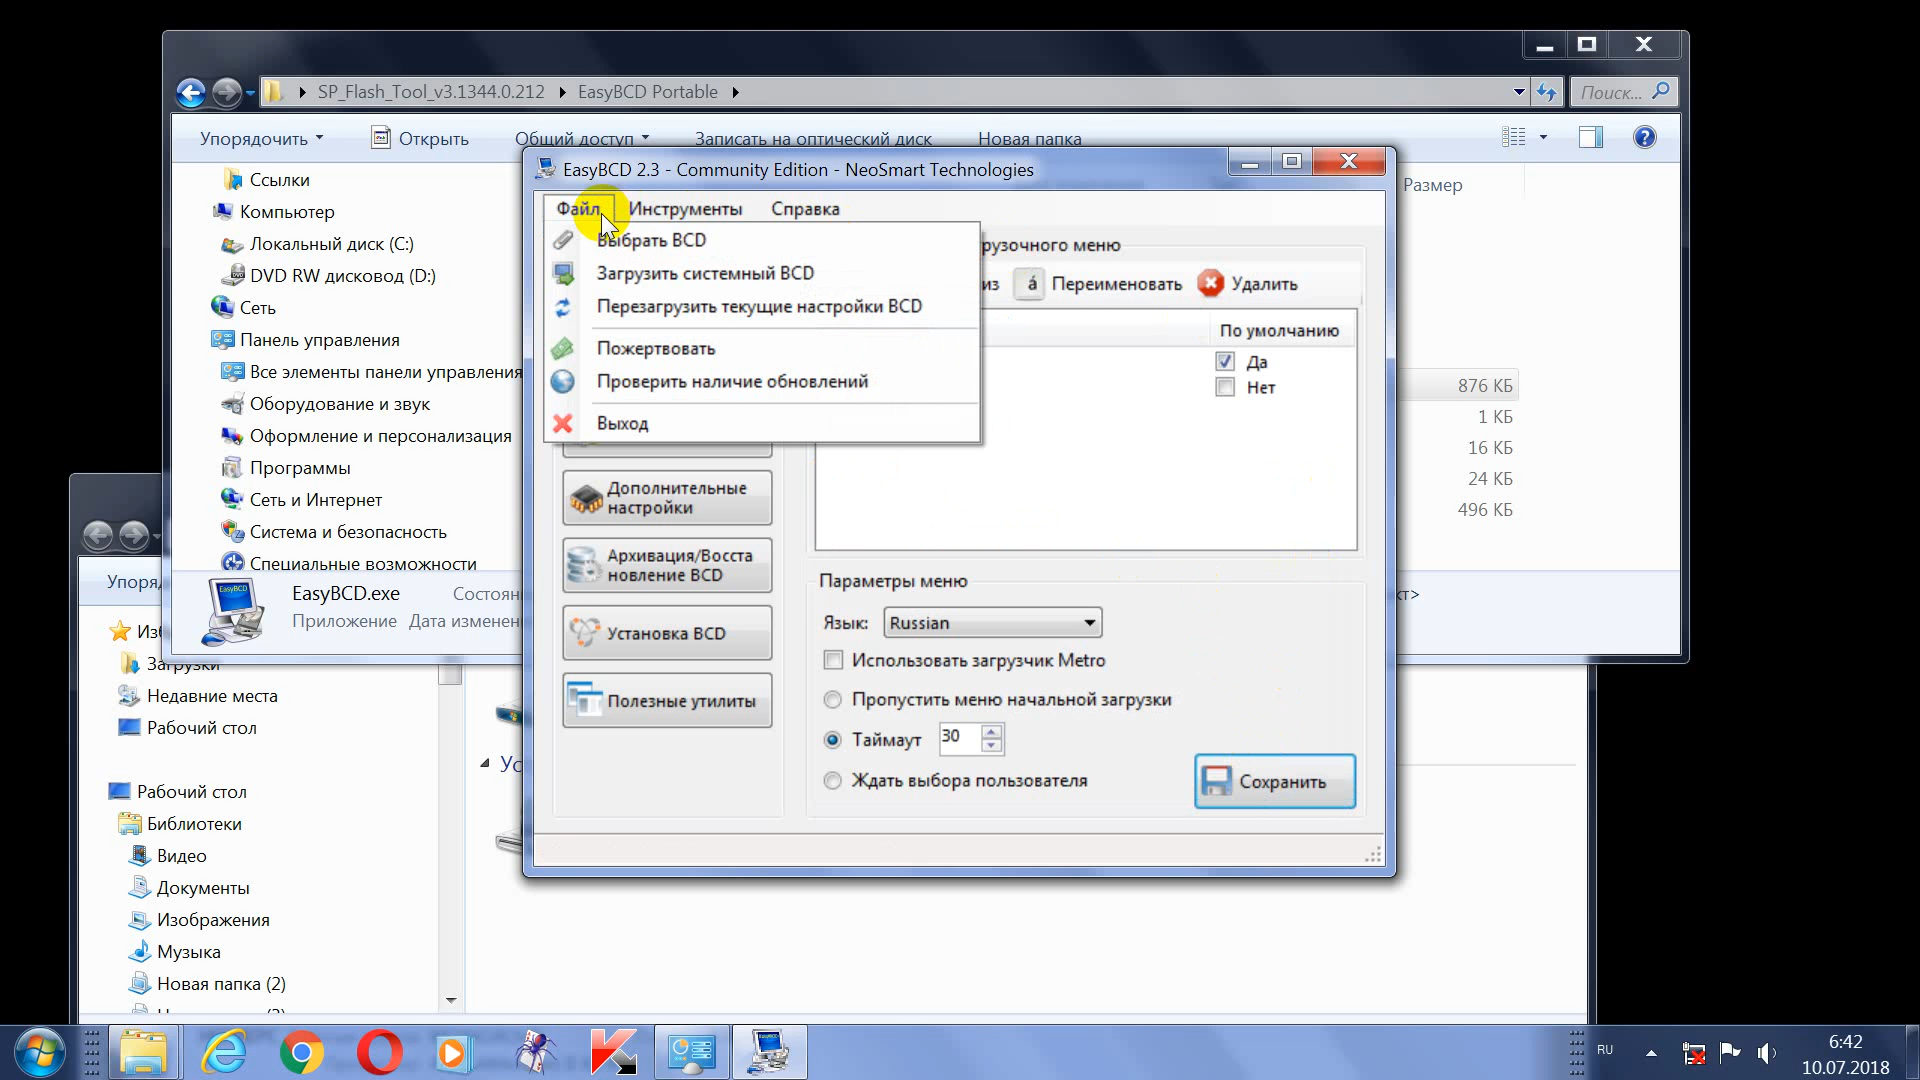 SP_Flash_Tool_v3.1344.0.212 EasyBCD Portable
Поиск...
Упорядочить Открыть Общий доступ Записать на оптический диск Новая папка
Ссылки
Компьютер
Локальный диск (C:)
DVD RW дисковод (D:)
Сеть
Панель управления
Все элементы панели управления
Оборудование и звук
Оформление и персонализация
Программы
Сеть и Интернет
Система и безопасность
Специальные возможности
Размер
876 КБ
1 КБ
16 КБ
24 КБ
496 КБ
EasyBCD.exe
Приложение
EasyBCD 2.3 - Community Edition - NeoSmart Technologies
Файл Инструменты Справка
Выбрать BCD
Загрузить системный BCD
Перезагрузить текущие настройки BCD
Пожертвовать
Проверить наличие обновлений
Выход
рузочного меню
из Переименовать Удалить
По умолчанию
Да
Нет
Дополнительные
настройки
Архивация/Восста
новление BCD
Установка BCD
Полезные утилиты
Параметры меню
Язык: Russian
Использовать загрузчик Metro
Пропустить меню начальной загрузки
Таймаут 30
Ждать выбора пользователя
Сохранить
Загрузки
Недавние места
Рабочий стол
Рабочий стол
Библиотеки
Видео
Документы
Изображения
Музыка
Новая папка (2)
RU
6:42
10.07.2018